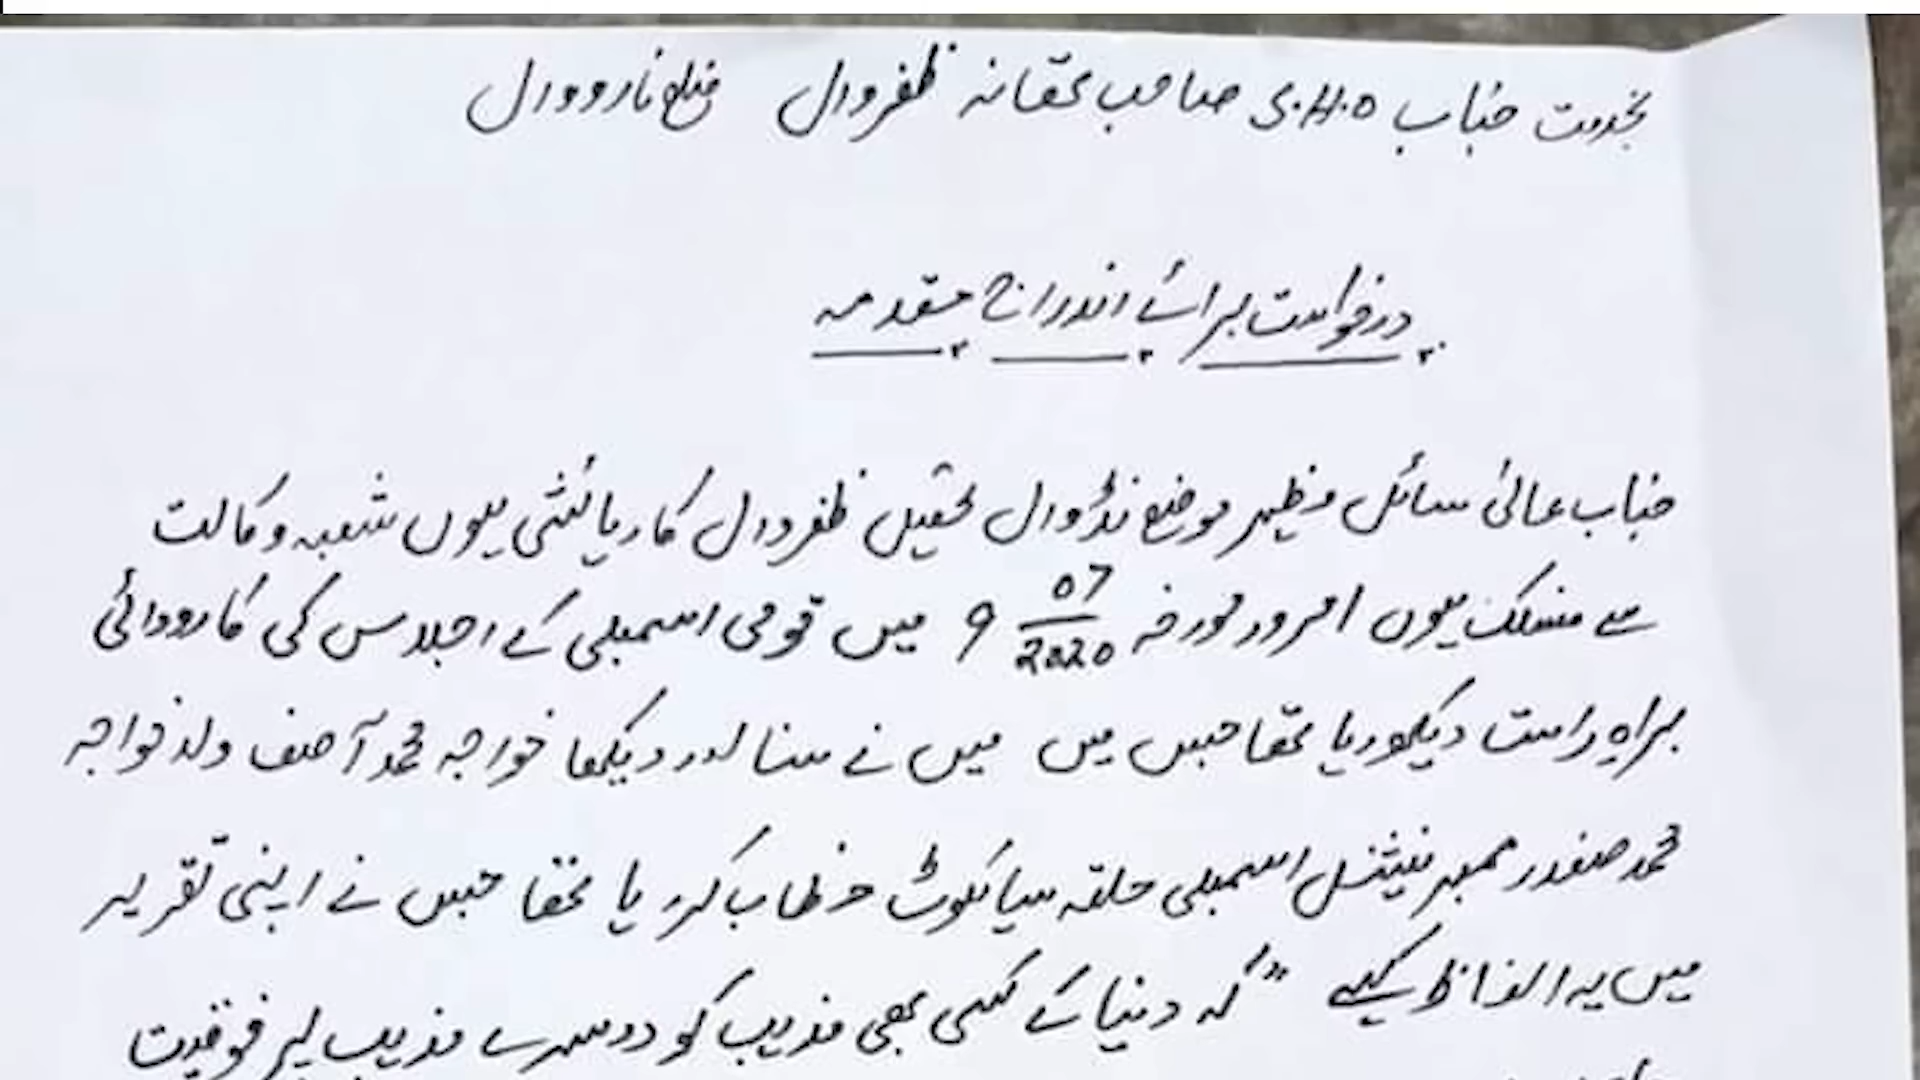 بخدمت جناب S.H.O صاحب تھانہ ظفروال ضلع نارووال
درخواست برائے اندراج مقدمہ
جناب عالیٰ سائل مظہر موضع نڈوال تحصیل ظفروال کا رہائشی ہوں شعبہ وکالت
سے منسلک ہوں امروز مورخہ 9 07/2020 میں قومی اسمبلی کے اجلاس کی کارووائی
براہِ راست دیکھ رہا تھا جس میں میں نے سنا اور دیکھا خواجہ محمد آصف ولد خواجہ
محمد صفدر ممبر نیشنل اسمبلی حلقہ سیالکوٹ خطاب کر رہا تھا جس نے اپنی تقریر
میں یہ الفاظ کہے "کہ دنیا کے کسی بھی مذہب کو دوسرے مذہب پر فوقیت